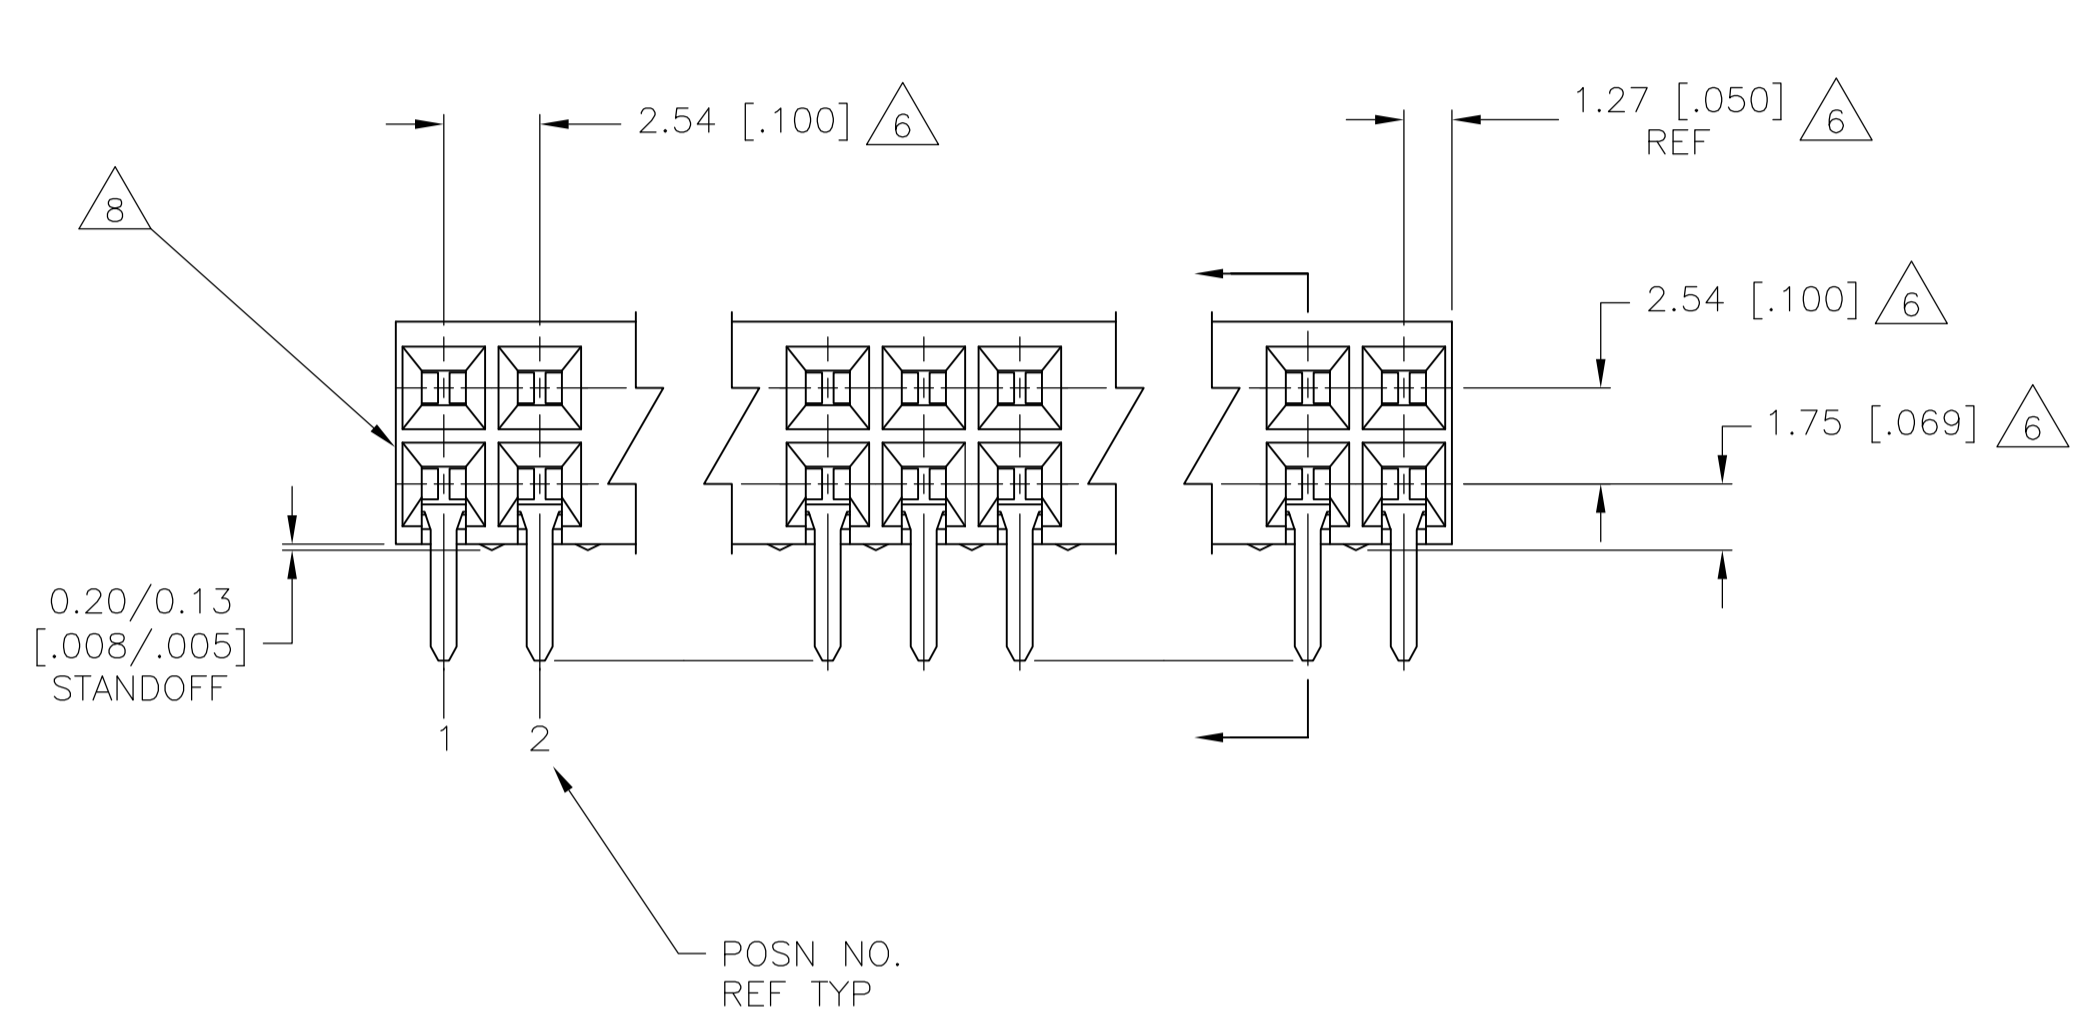 2.54 [.100] 6
1.27 [.050] 6
REF
8
2.54 [.100] 6
1.75 [.069] 6
0.20/0.13
[.008/.005]
STANDOFF
1 2
POSN NO.
REF TYP